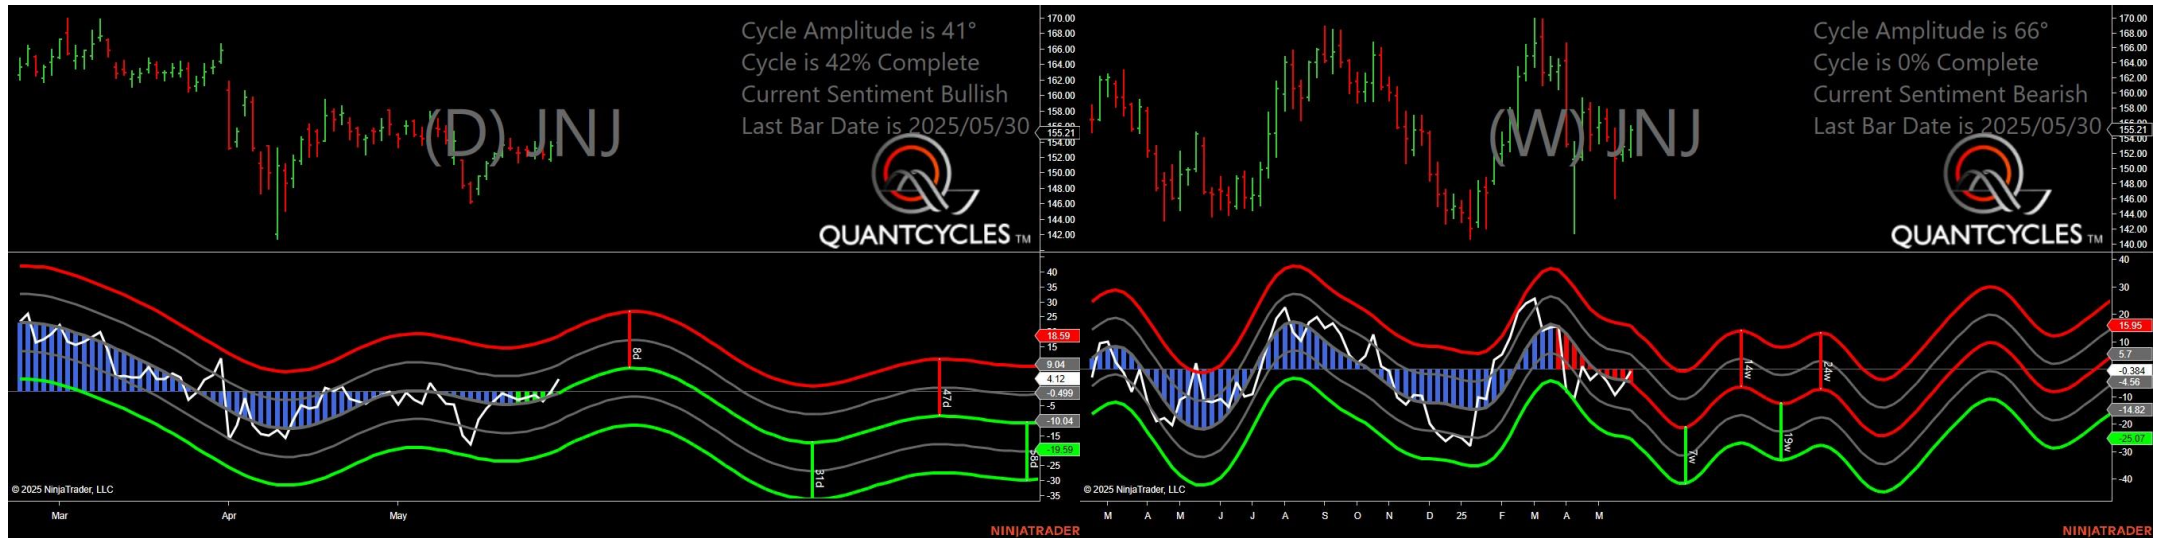 Cycle Amplitude is 41°
Cycle is 42% Complete
Current Sentiment Bullish
Last Bar Date is 2025/05/30
(D) JNJ
QUANTCYCLES TM
170.00
168.00
166.00
164.00
162.00
160.00
158.00
155.21
154.00
152.00
150.00
148.00
146.00
144.00
142.00
40
35
30
25
18.59
15
9.04
4.12
-0.499
-5
-10.04
-15
-19.59
-25
-30
-35
8d
31d
47d
58d
© 2025 NinjaTrader, LLC
Mar
Apr
May
NINJATRADER
Cycle Amplitude is 66°
Cycle is 0% Complete
Current Sentiment Bearish
Last Bar Date is 2025/05/30
(W) JNJ
QUANTCYCLES TM
170.00
168.00
166.00
164.00
162.00
160.00
158.00
155.21
154.00
152.00
150.00
148.00
146.00
144.00
142.00
140.00
40
30
20
15.95
10
5.7
-0.384
-4.56
-10
-14.82
-20
-25.07
-30
-40
7w
14w
19w
24w
© 2025 NinjaTrader, LLC
M A M J J A S O N D 25 F M A M
NINJATRADER